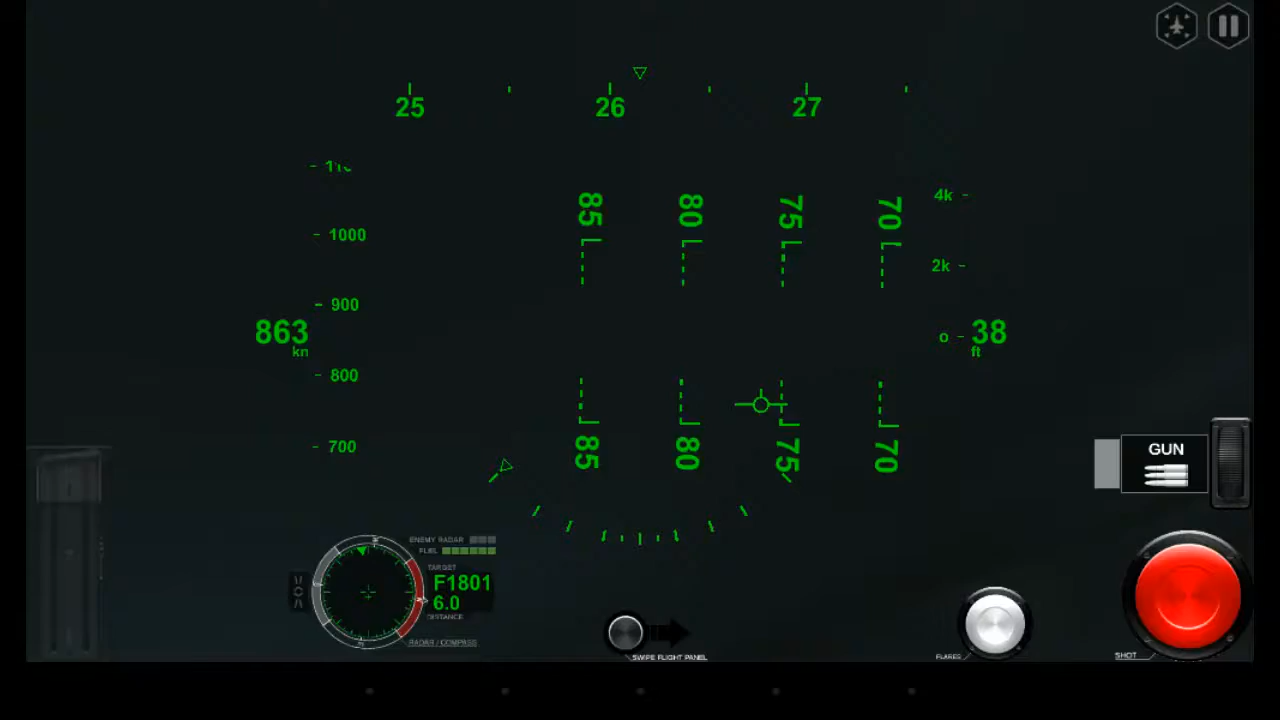 25 26 27
85 80 75 70
4k
1000
2k
900
863
kn
0
38
ft
800
85 80 75 70
700
GUN
ENEMY RADAR
FUEL
TARGET
F1801
6.0
DISTANCE
RADAR / COMPASS
SWIPE FLIGHT PANEL
FLARES
SHOT